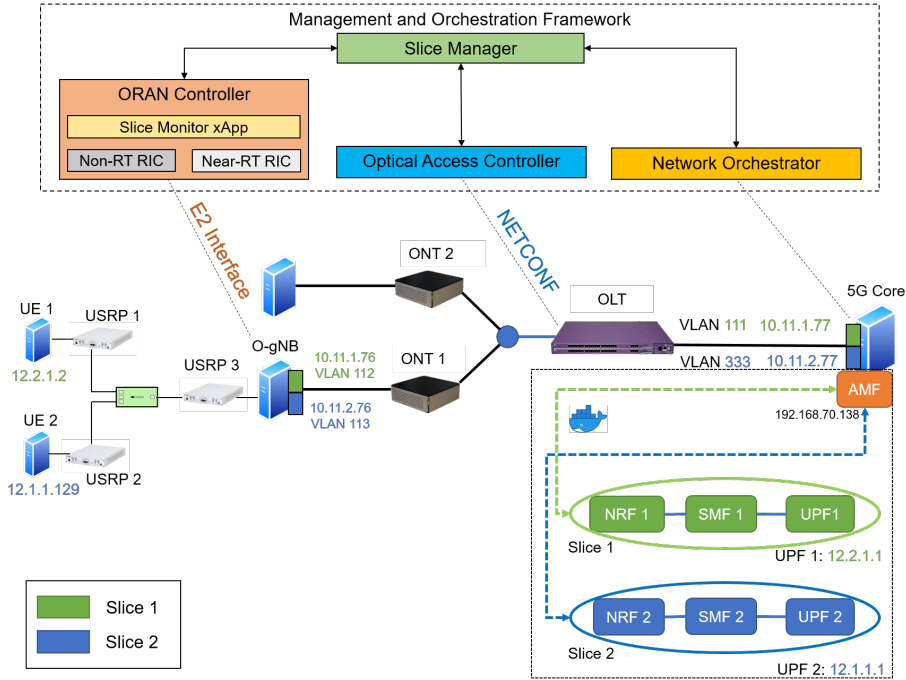 Management and Orchestration Framework
Slice Manager
ORAN Controller
Slice Monitor xApp
Non-RT RIC
Near-RT RIC
Optical Access Controller
Network Orchestrator
E2 Interface
NETCONF
ONT 2
OLT
5G Core
UE 1
USRP 1
12.2.1.2
O-gNB
USRP 3
10.11.1.76
VLAN 112
ONT 1
10.11.2.76
VLAN 113
VLAN 111 10.11.1.77
VLAN 333 10.11.2.77
AMF
192.168.70.138
UE 2
USRP 2
12.1.1.129
NRF 1
SMF 1
UPF1
Slice 1
UPF 1: 12.2.1.1
NRF 2
SMF 2
UPF 2
Slice 2
UPF 2: 12.1.1.1
Slice 1
Slice 2